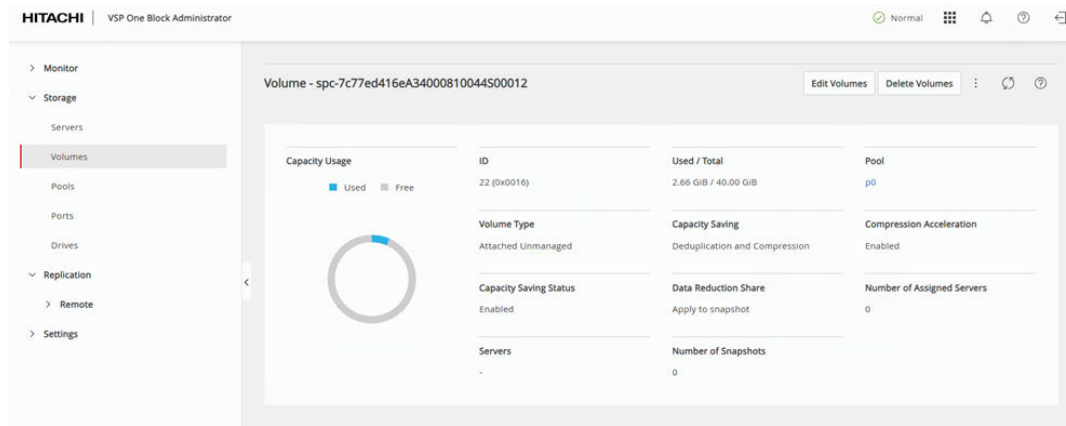 HITACHI VSP One Block Administrator
Normal
Monitor
Storage
Servers
Volumes
Pools
Ports
Drives
Replication
Remote
Settings
Volume - spc-7c77ed416eA34000810044S00012
Edit Volumes
Delete Volumes
Capacity Usage
Used
Free
ID
22 (0x0016)
Used / Total
2.66 GiB / 40.00 GiB
Pool
p0
Volume Type
Attached Unmanaged
Capacity Saving
Deduplication and Compression
Compression Acceleration
Enabled
Capacity Saving Status
Enabled
Data Reduction Share
Apply to snapshot
Number of Assigned Servers
0
Servers
-
Number of Snapshots
0